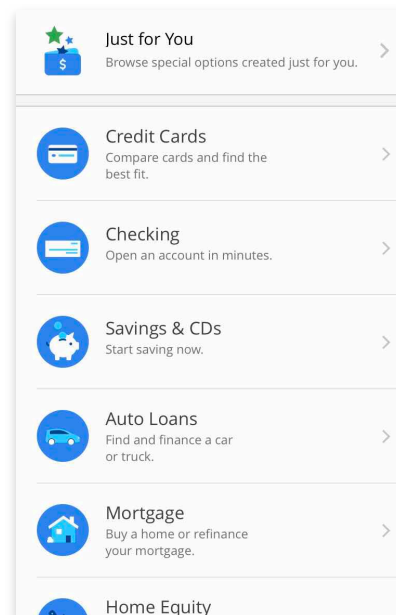 Just for You
Browse special options created just for you.
$
Credit Cards
Compare cards and find the
best fit.
Checking
Open an account in minutes.
Savings & CDs
Start saving now.
Auto Loans
Find and finance a car
or truck.
Mortgage
Buy a home or refinance
your mortgage.
Home Equity